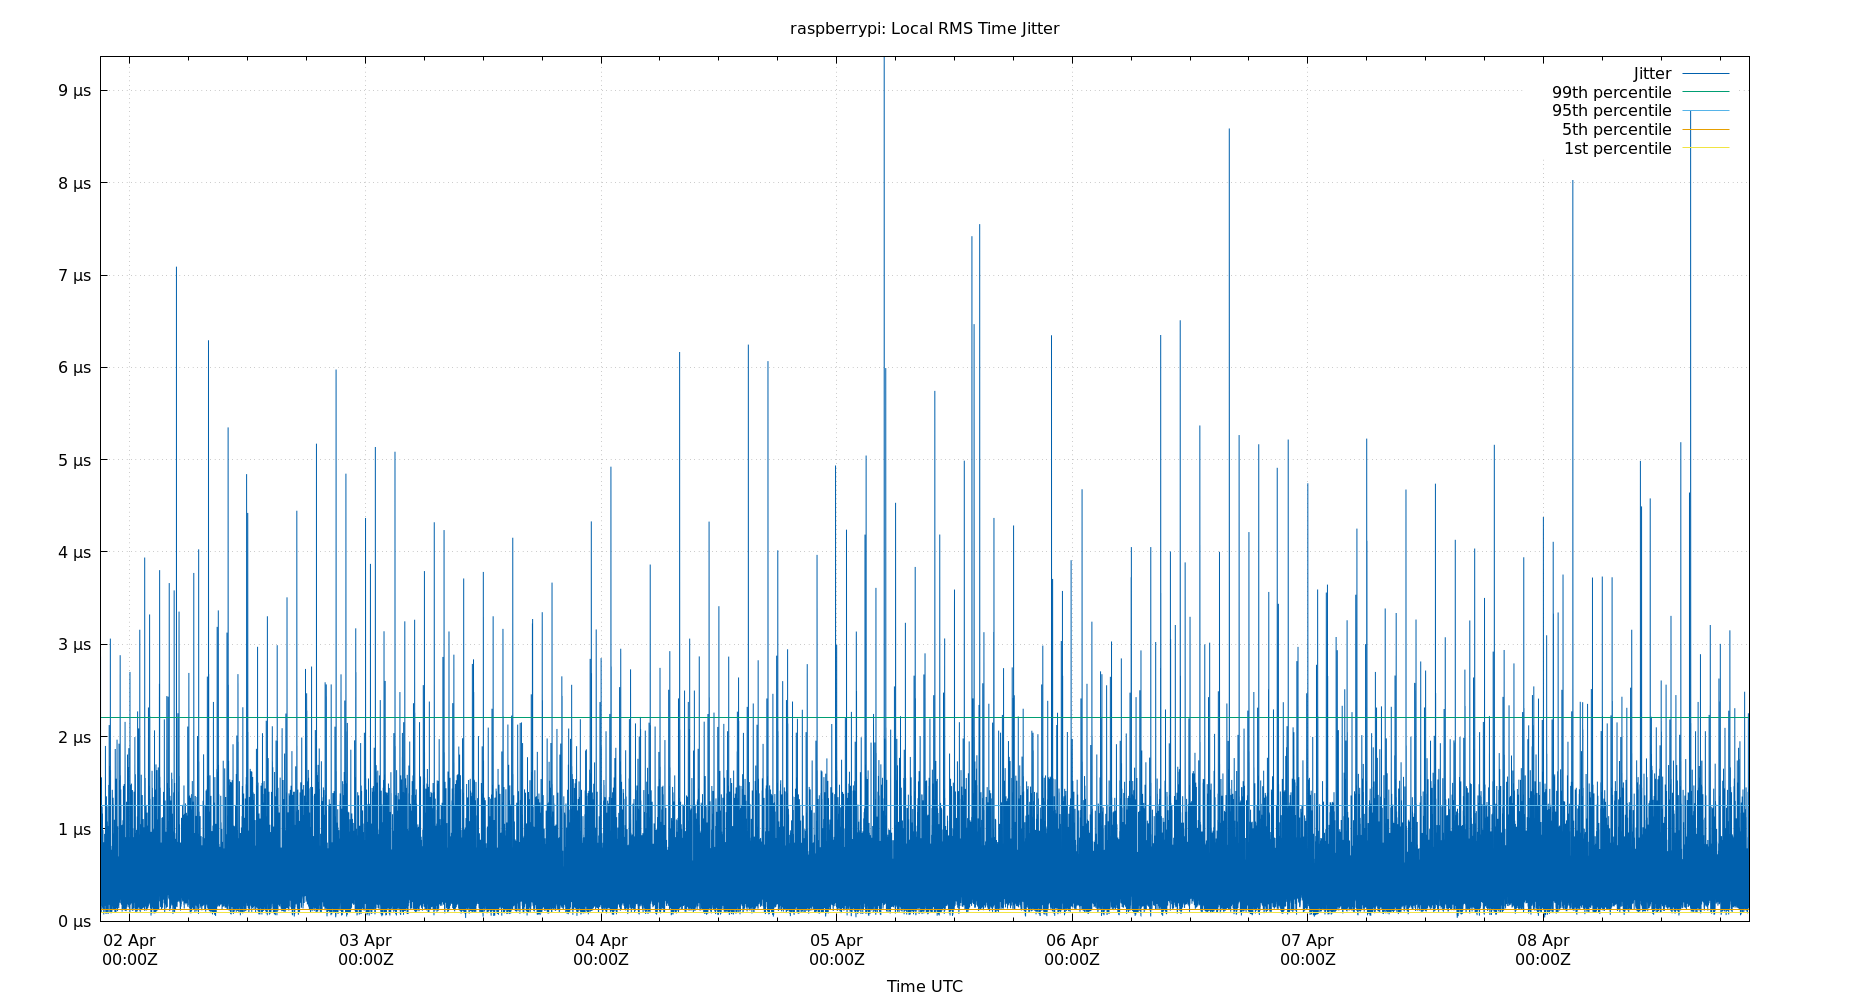 raspberrypi: Local RMS Time Jitter
Jitter
99th percentile
95th percentile
5th percentile
1st percentile
9 µs
8 µs
7 µs
6 µs
5 µs
4 µs
3 µs
2 µs
1 µs
0 µs
02 Apr 03 Apr 04 Apr 05 Apr 06 Apr 07 Apr 08 Apr
00:00Z 00:00Z 00:00Z 00:00Z 00:00Z 00:00Z 00:00Z
Time UTC